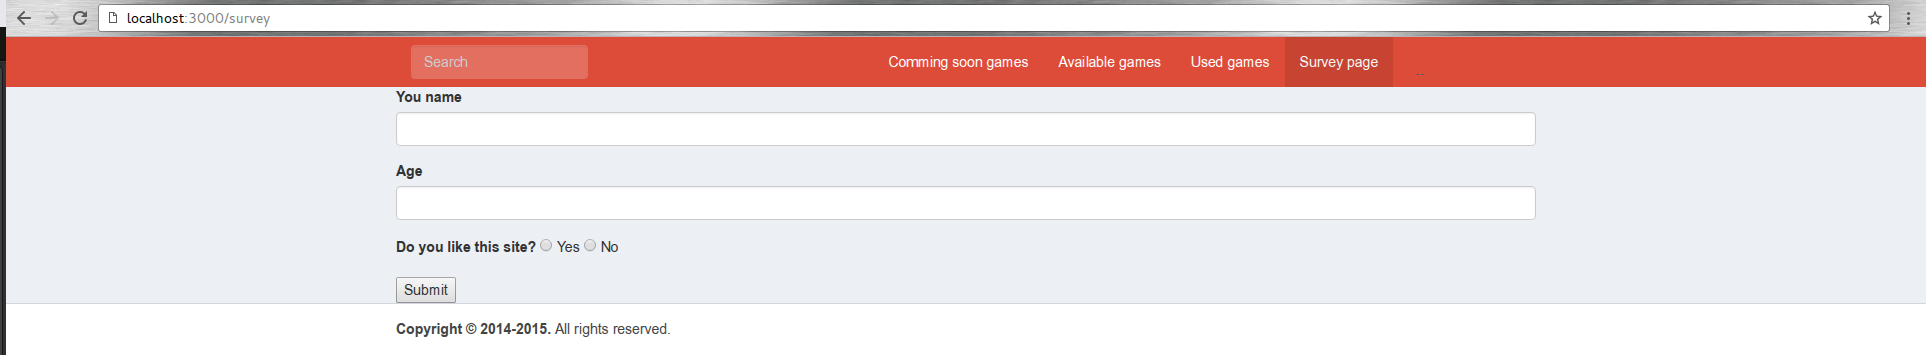 localhost:3000/survey
Search Comming soon games Available games Used games Survey page --
You name
Age
Do you like this site? Yes No
Submit
Copyright © 2014-2015. All rights reserved.